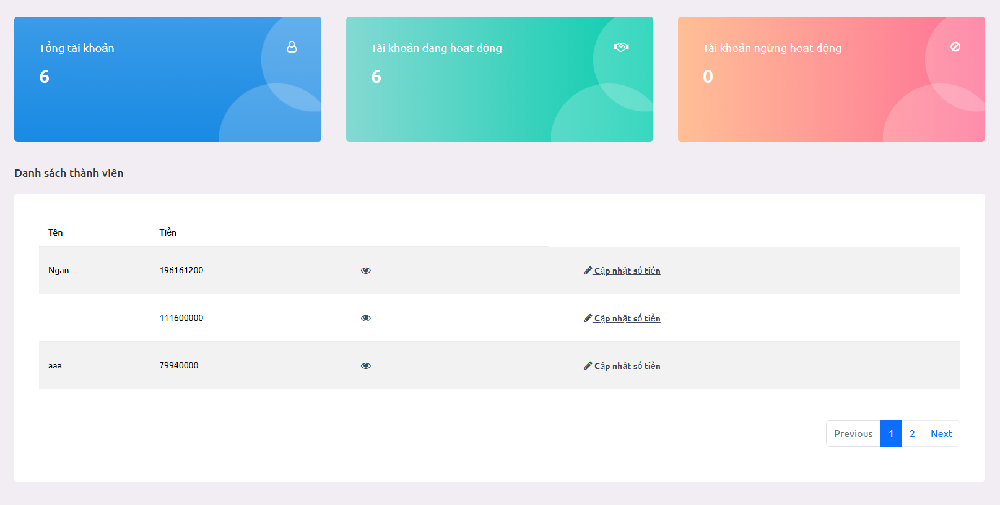 Tổng tài khoản
6
Tài khoản đang hoạt động
6
Tài khoản ngừng hoạt động
0
Danh sách thành viên
Tên Tiền
Ngan 196161200 Cập nhật số tiền
111600000 Cập nhật số tiền
aaa 79940000 Cập nhật số tiền
Previous 1 2 Next